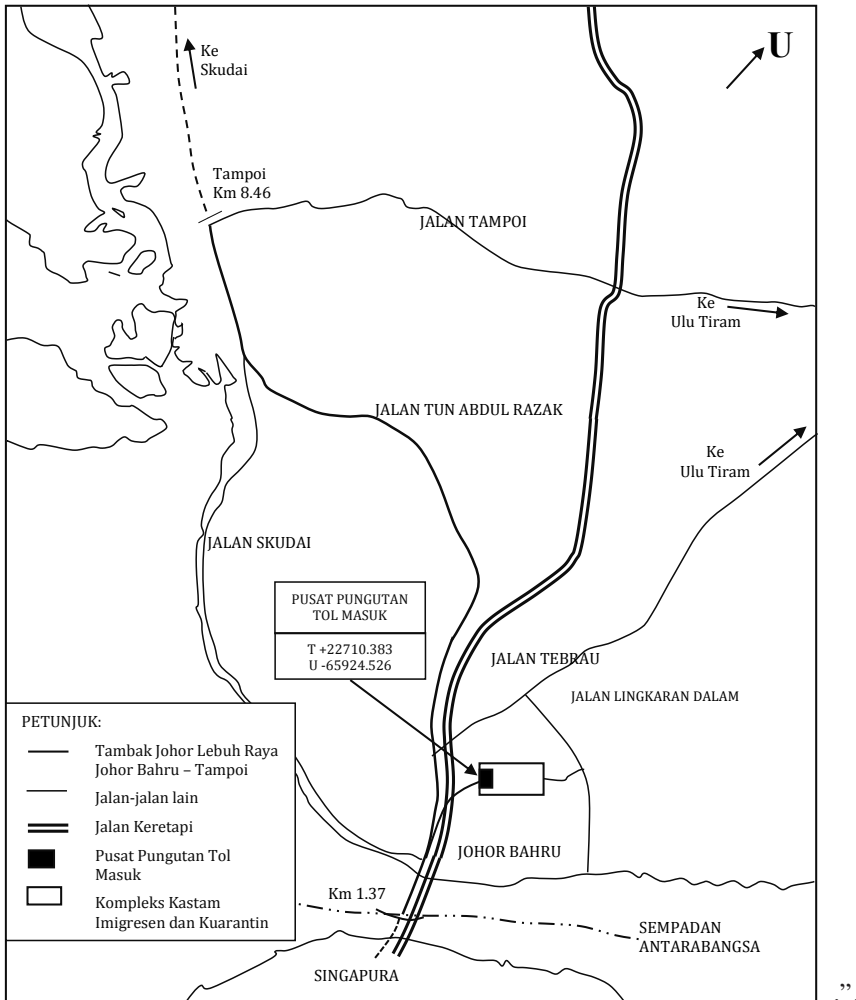 Ke
Skudai
U
Tampoi
Km 8.46
JALAN TAMPOI
Ke
Ulu Tiram
JALAN TUN ABDUL RAZAK
Ke
Ulu Tiram
JALAN SKUDAI
PUSAT PUNGUTAN
TOL MASUK
T +22710.383
U -65924.526
JALAN TEBRAU
JALAN LINGKARAN DALAM
PETUNJUK:
Tambak Johor Lebuh Raya
Johor Bahru – Tampoi
Jalan-jalan lain
Jalan Keretapi
Pusat Pungutan Tol
Masuk
Kompleks Kastam
Imigresen dan Kuarantin
JOHOR BAHRU
Km 1.37
SEMPADAN
ANTARABANGSA
SINGAPURA
”.